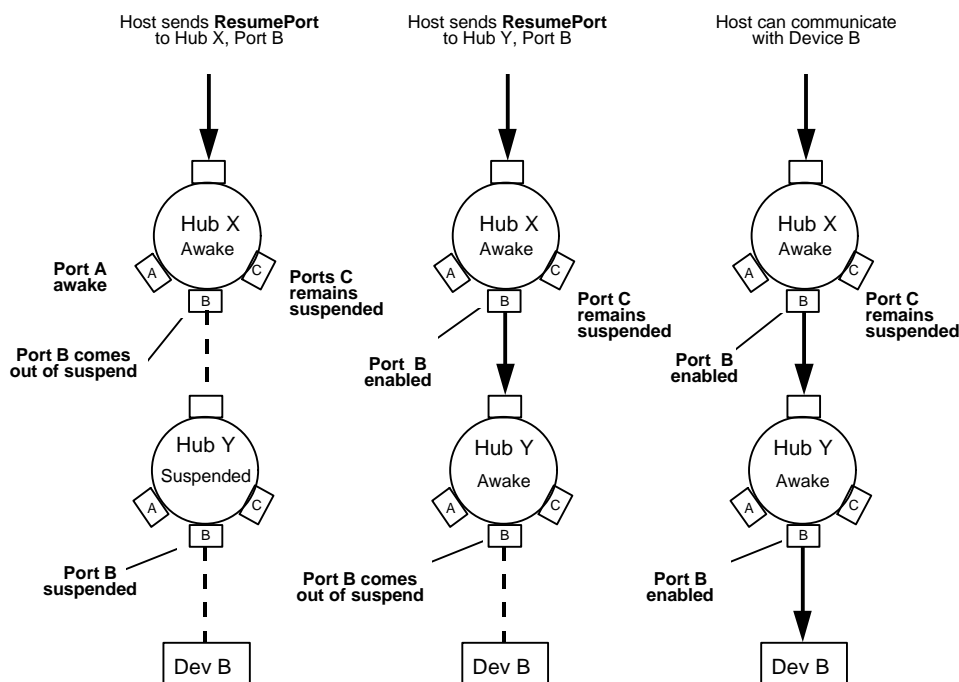 Host sends ResumePort
to Hub X, Port B
Hub X
Awake
A
B
C
Port A
awake
Ports C
remains
suspended
Port B comes
out of suspend
Hub Y
Suspended
A
B
C
Port B
suspended
Dev B
Host sends ResumePort
to Hub Y, Port B
Hub X
Awake
A
B
C
Port C
remains
suspended
Port B
enabled
Hub Y
Awake
A
B
C
Port B comes
out of suspend
Dev B
Host can communicate
with Device B
Hub X
Awake
A
B
C
Port C
remains
suspended
Port B
enabled
Hub Y
Awake
A
B
C
Port B
enabled
Dev B